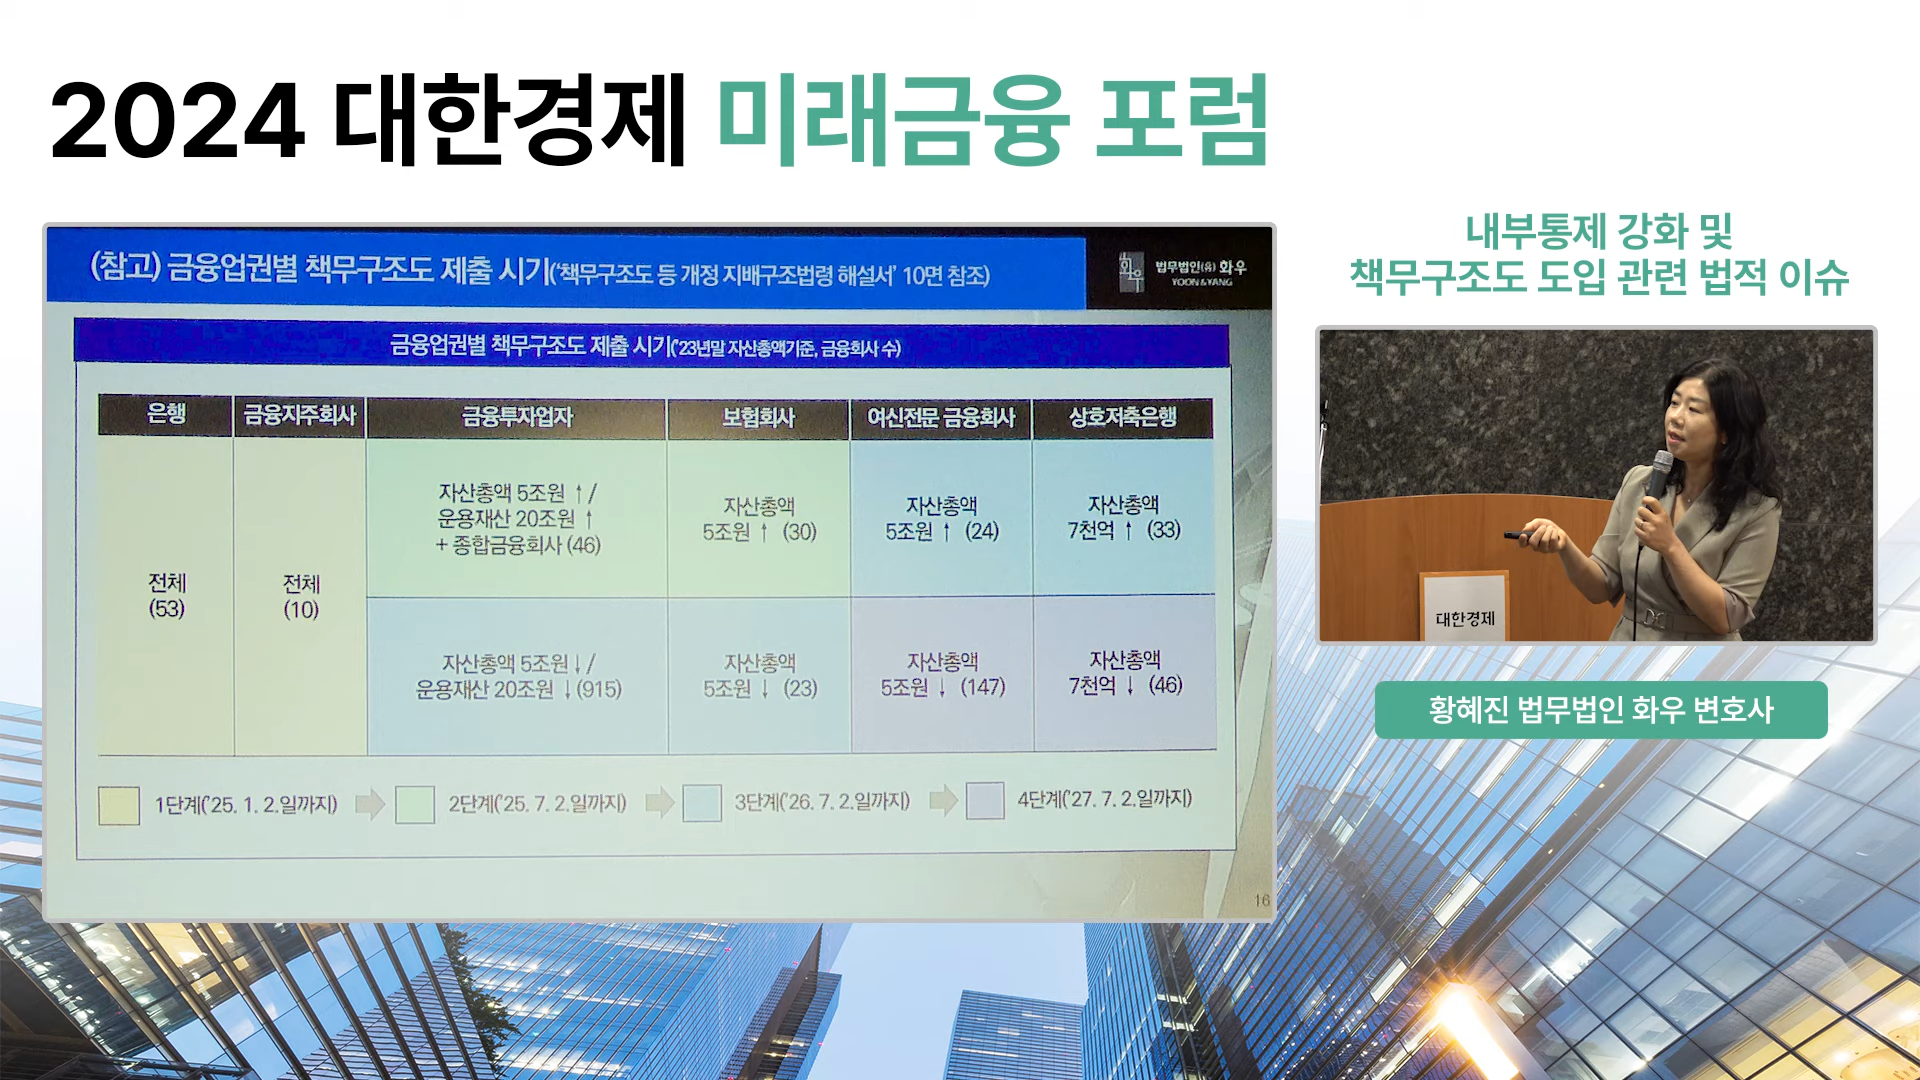 2024 대한경제 미래금융 포럼
내부통제 강화 및
책무구조도 도입 관련 법적 이슈
(참고) 금융업권별 책무구조도 제출 시기('책무구조도 등 개정 지배구조법령 해설서' 10면 참조)
화우
법무법인(유) 화우
YOON & YANG
금융업권별 책무구조도 제출 시기('23년말 자산총액기준, 금융회사 수)
은행 금융지주회사 금융투자업자 보험회사 여신전문 금융회사 상호저축은행
전체
(53)
전체
(10)
자산총액 5조원 ↑/
운용재산 20조원 ↑
+ 종합금융회사 (46)
자산총액
5조원 ↑ (30)
자산총액
5조원 ↑ (24)
자산총액
7천억 ↑ (33)
자산총액 5조원↓/
운용재산 20조원 ↓(915)
자산총액
5조원 ↓ (23)
자산총액
5조원 ↓ (147)
자산총액
7천억 ↓ (46)
1단계('25. 1. 2.일까지) 2단계('25. 7. 2.일까지) 3단계('26. 7. 2.일까지) 4단계('27. 7. 2.일까지)
16
대한경제
황혜진 법무법인 화우 변호사